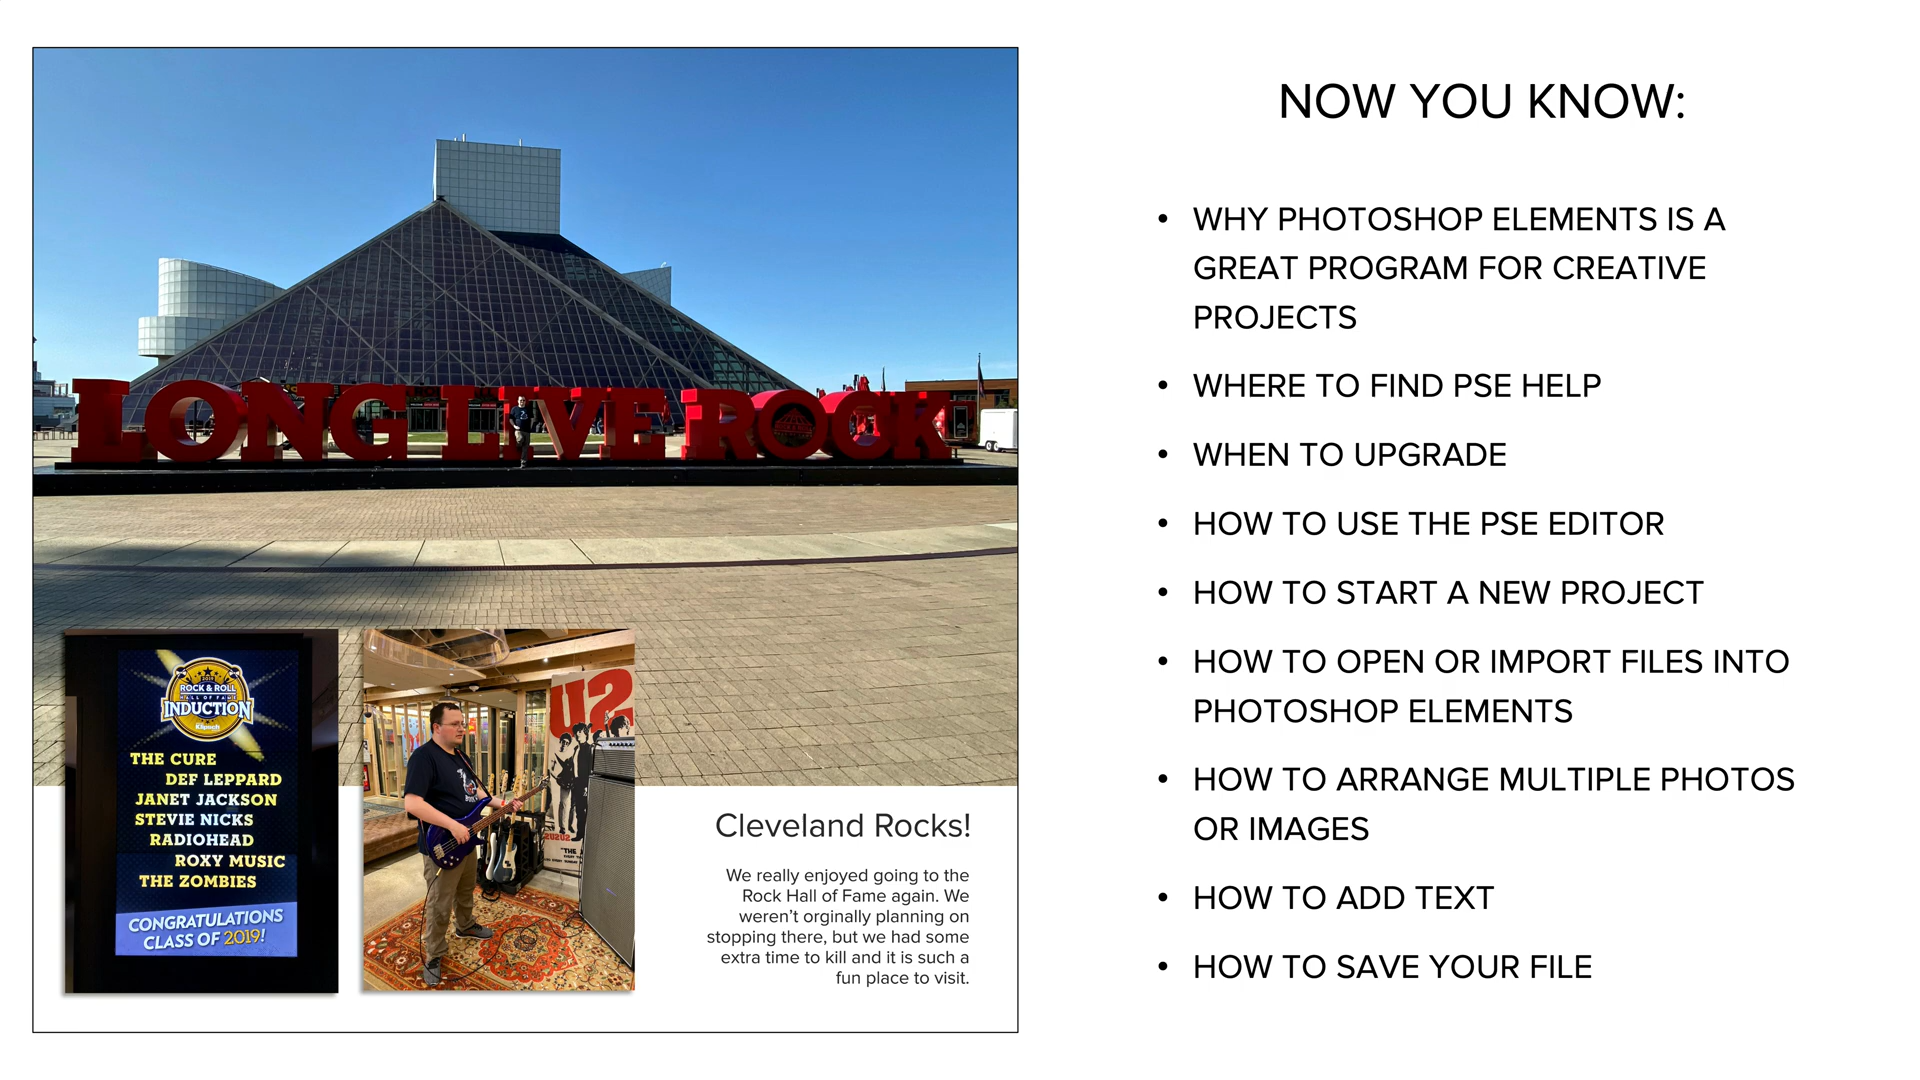 LONG LIVE ROCK
2019
ROCK & ROLL
HALL OF FAME
INDUCTION
Klipsch
THE CURE
DEF LEPPARD
JANET JACKSON
STEVIE NICKS
RADIOHEAD
ROXY MUSIC
THE ZOMBIES
CONGRATULATIONS
CLASS OF 2019!
U2
Cleveland Rocks!
We really enjoyed going to the
Rock Hall of Fame again. We
weren't orginally planning on
stopping there, but we had some
extra time to kill and it is such a
fun place to visit.
NOW YOU KNOW:
• WHY PHOTOSHOP ELEMENTS IS A
GREAT PROGRAM FOR CREATIVE
PROJECTS
• WHERE TO FIND PSE HELP
• WHEN TO UPGRADE
• HOW TO USE THE PSE EDITOR
• HOW TO START A NEW PROJECT
• HOW TO OPEN OR IMPORT FILES INTO
PHOTOSHOP ELEMENTS
• HOW TO ARRANGE MULTIPLE PHOTOS
OR IMAGES
• HOW TO ADD TEXT
• HOW TO SAVE YOUR FILE